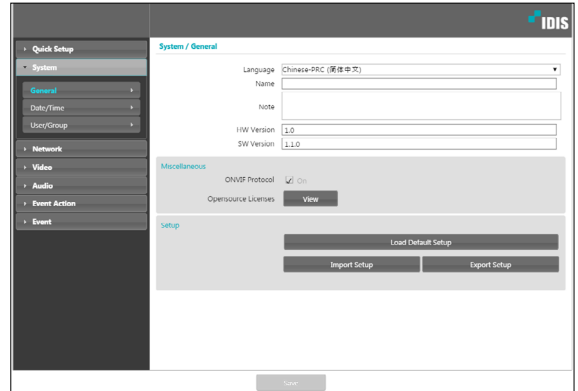 IDIS
Quick Setup
System
General
Date/Time
User/Group
Network
Video
Audio
Event Action
Event
System / General
Language Chinese-PRC (简体中文)
Name
Note
HW Version 1.0
SW Version 1.1.0
Miscellaneous
ONVIF Protocol On
Opensource Licenses View
Setup
Load Default Setup
Import Setup Export Setup
Save